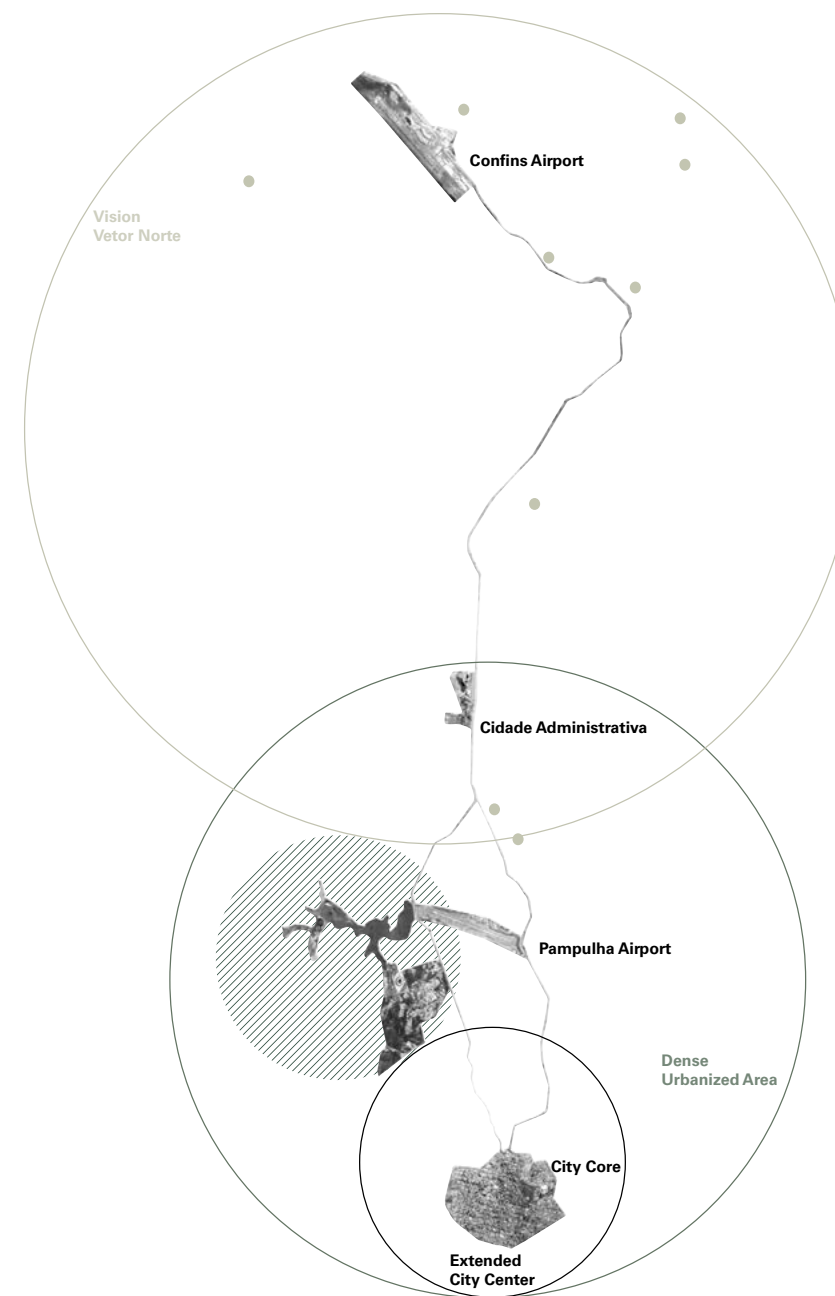 Confins Airport
Vision
Vetor Norte
Cidade Administrativa
Pampulha Airport
Dense
Urbanized Area
City Core
Extended
City Center